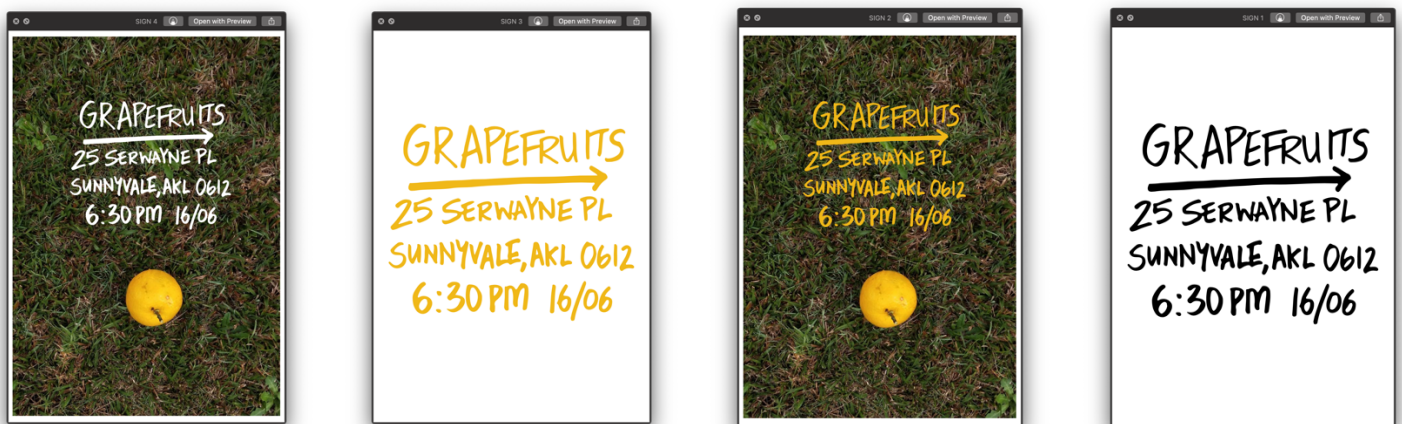 SIGN 4 Open with Preview
GRAPEFRUITS
25 SERWAYNE PL
SUNNYVALE, AKL 0612
6:30 PM 16/06
SIGN 3 Open with Preview
GRAPEFRUITS
25 SERWAYNE PL
SUNNYVALE, AKL 0612
6:30 PM 16/06
SIGN 2 Open with Preview
GRAPEFRUITS
25 SERWAYNE PL
SUNNYVALE, AKL 0612
6:30 PM 16/06
SIGN 1 Open with Preview
GRAPEFRUITS
25 SERWAYNE PL
SUNNYVALE, AKL 0612
6:30 PM 16/06